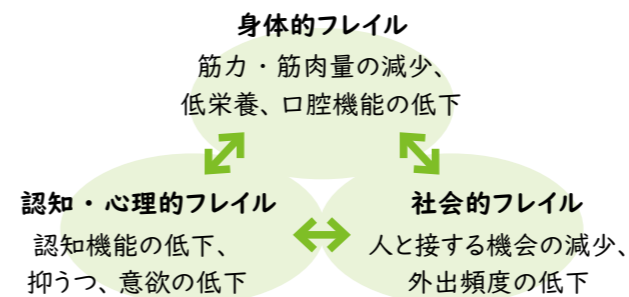 身体的フレイル
筋力・筋肉量の減少、
低栄養、口腔機能の低下
認知・心理的フレイル
認知機能の低下、
抑うつ、意欲の低下
社会的フレイル
人と接する機会の減少、
外出頻度の低下